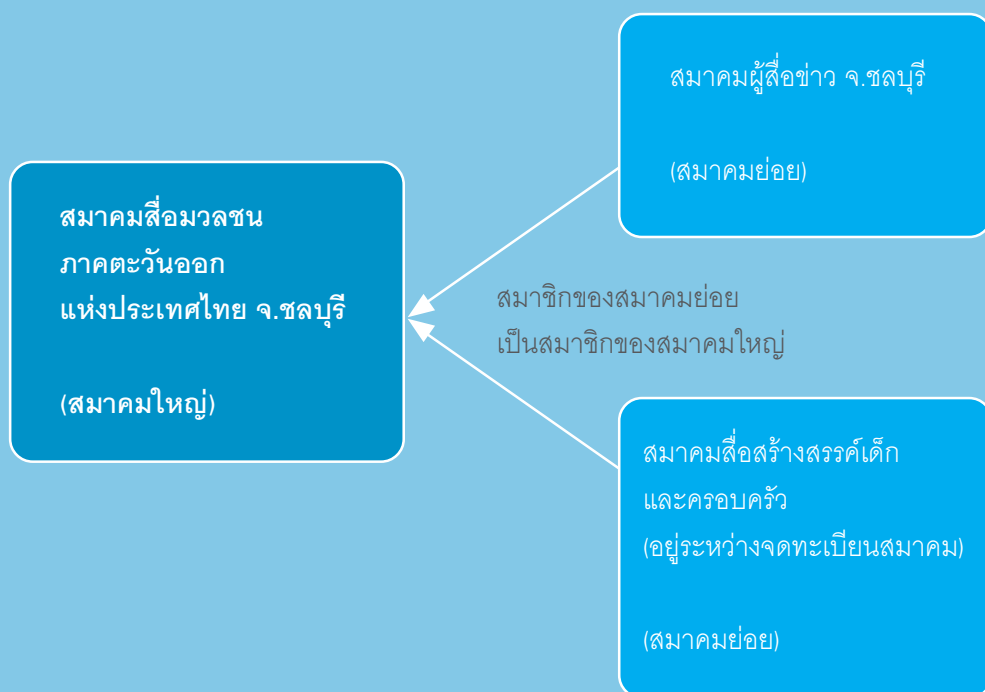 สมาคมผู้สื่อข่าว จ.ชลบุรี
(สมาคมย่อย)
สมาคมสื่อมวลชน
ภาคตะวันออก
แห่งประเทศไทย จ.ชลบุรี
(สมาคมใหญ่)
สมาชิกของสมาคมย่อย
เป็นสมาชิกของสมาคมใหญ่
สมาคมสื่อสร้างสรรค์เด็ก
และครอบครัว
(อยู่ระหว่างจดทะเบียนสมาคม)
(สมาคมย่อย)